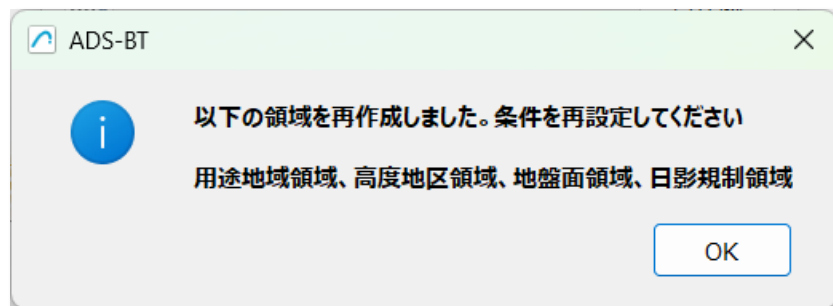 ADS-BT
以下の領域を再作成しました。条件を再設定してください
用途地域領域、高度地区領域、地盤面領域、日影規制領域
OK